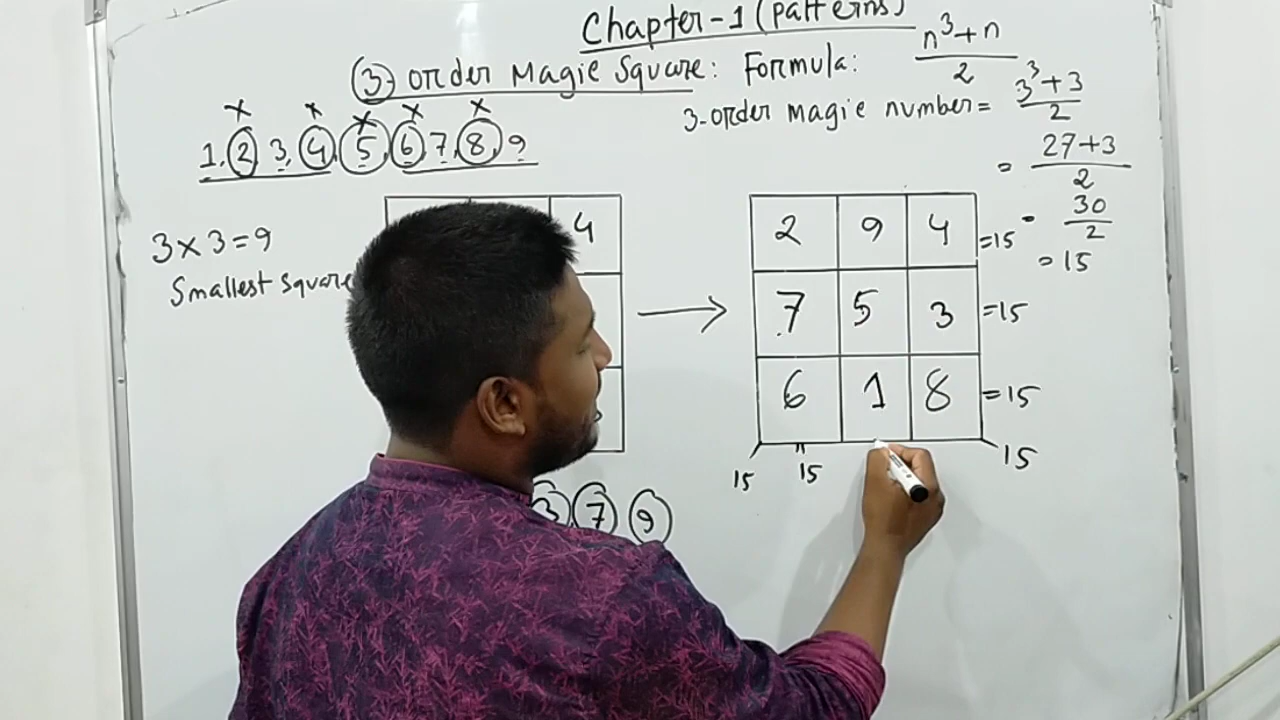 Chapter-1 (patterns)
(3) order Magie Square: Formula: n³+n / 2
3-order magie number= 3³+3 / 2
= 27+3 / 2
= 30 / 2
= 15
x x x x x
1, 2 3, 4, 5, 6, 7, 8, 9
3×3=9
Smallest Square
4
2 9 4 =15
7 5 3 =15
6 1 8 =15
15 15 15
3, 7 9